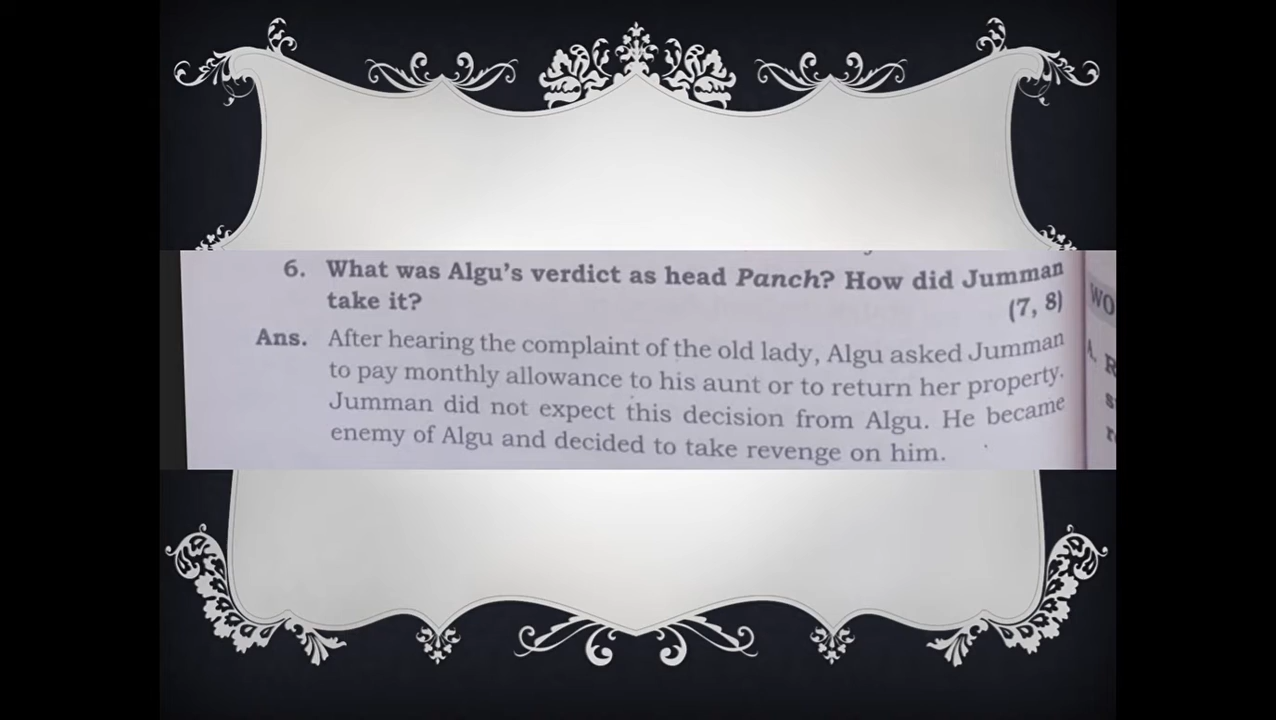 6. What was Algu's verdict as head Panch? How did Jumman
take it? (7, 8)
Ans. After hearing the complaint of the old lady, Algu asked Jumman
to pay monthly allowance to his aunt or to return her property.
Jumman did not expect this decision from Algu. He became
enemy of Algu and decided to take revenge on him.
WO